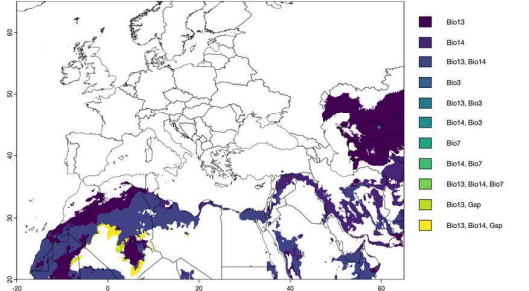 60
50
40
30
20
-20
0
20
40
60
Bio13
Bio14
Bio13, Bio14
Bio3
Bio13, Bio3
Bio14, Bio3
Bio7
Bio14, Bio7
Bio13, Bio14, Bio7
Bio13, Gsp
Bio13, Bio14, Gsp